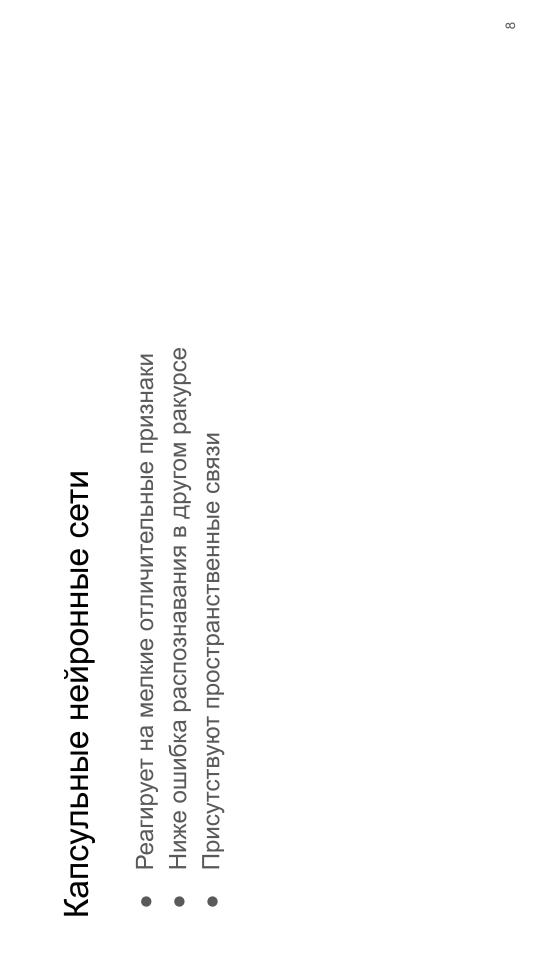 Капсульные нейронные сети
● Реагирует на мелкие отличительные признаки
● Ниже ошибка распознавания в другом ракурсе
● Присутствуют пространственные связи
8